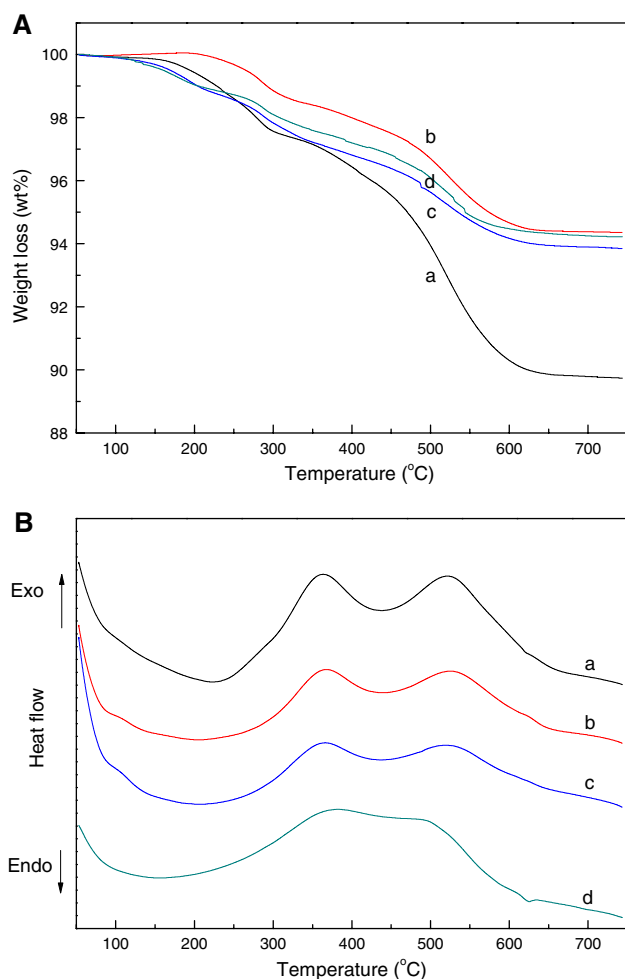 A
100
98
96
94
92
90
88
Weight loss (wt%)
b
d
c
a
100 200 300 400 500 600 700
Temperature (°C)
B
Exo
Heat flow
Endo
a
b
c
d
100 200 300 400 500 600 700
Temperature (°C)